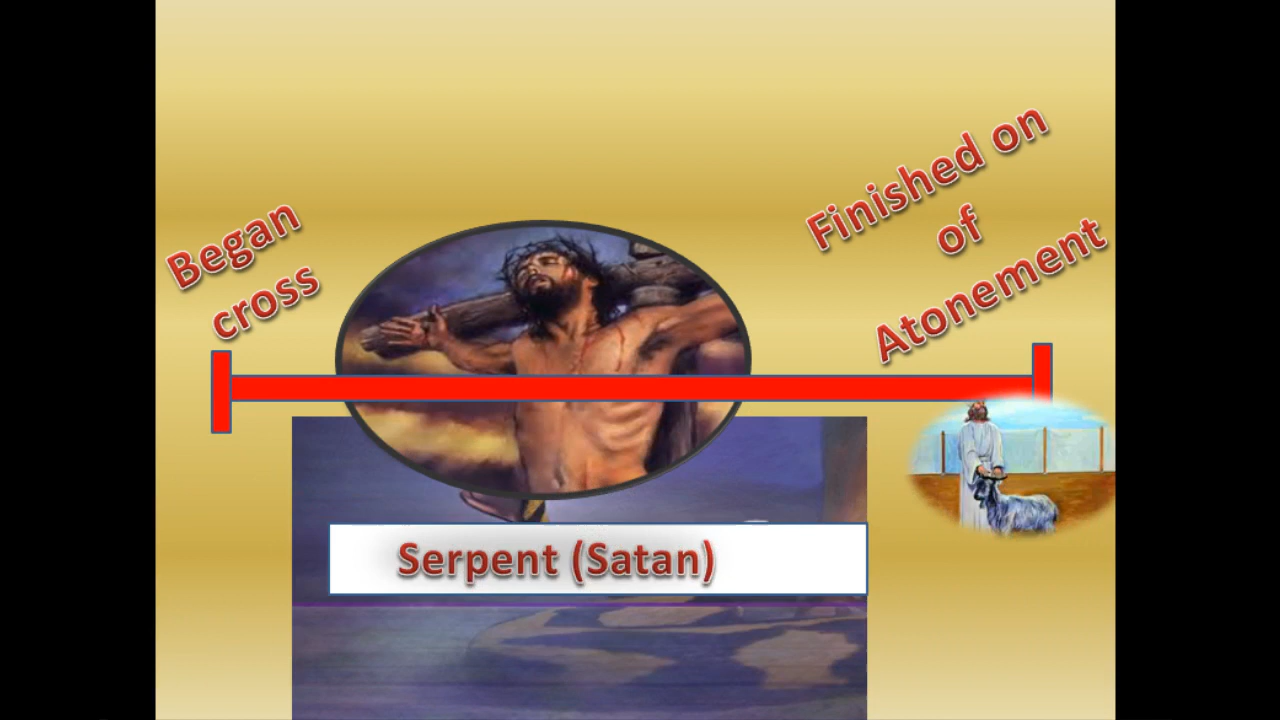 Began
cross
Finished on
of
Atonement
Serpent (Satan)